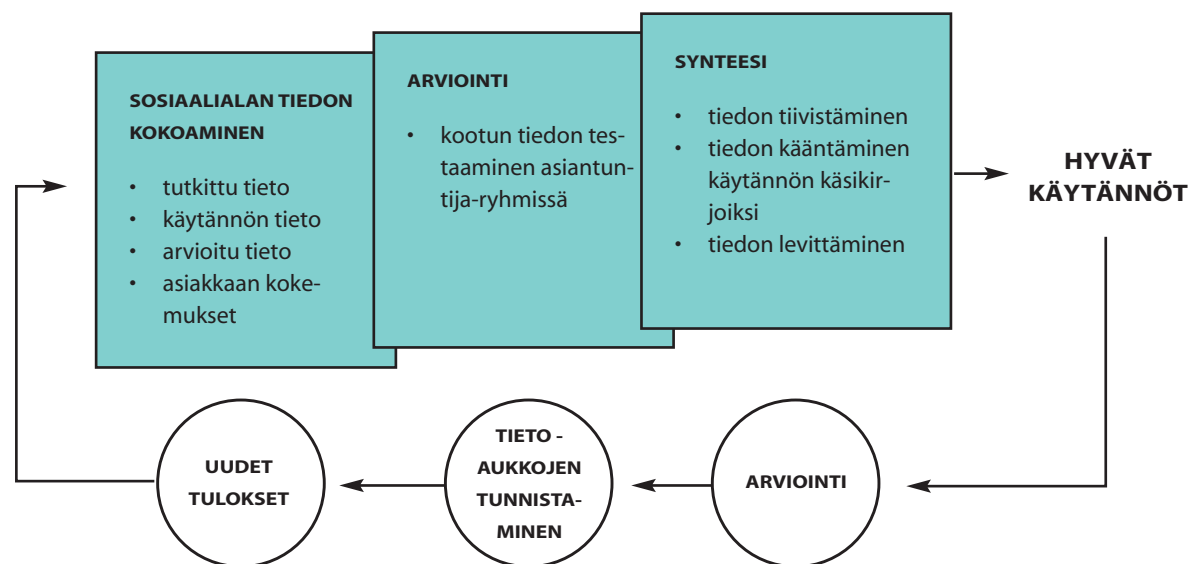 SOSIAALIALAN TIEDON
KOKOAMINEN
• tutkittu tieto
• käytännön tieto
• arvioitu tieto
• asiakkaan koke-
mukset
ARVIOINTI
• kootun tiedon tes-
taaminen asiantun-
tija-ryhmissä
SYNTEESI
• tiedon tiivistäminen
• tiedon kääntäminen
käytännön käsikir-
joiksi
• tiedon levittäminen
HYVÄT
KÄYTÄNNÖT
UUDET
TULOKSET
TIETO -
AUKKOJEN
TUNNISTA-
MINEN
ARVIOINTI